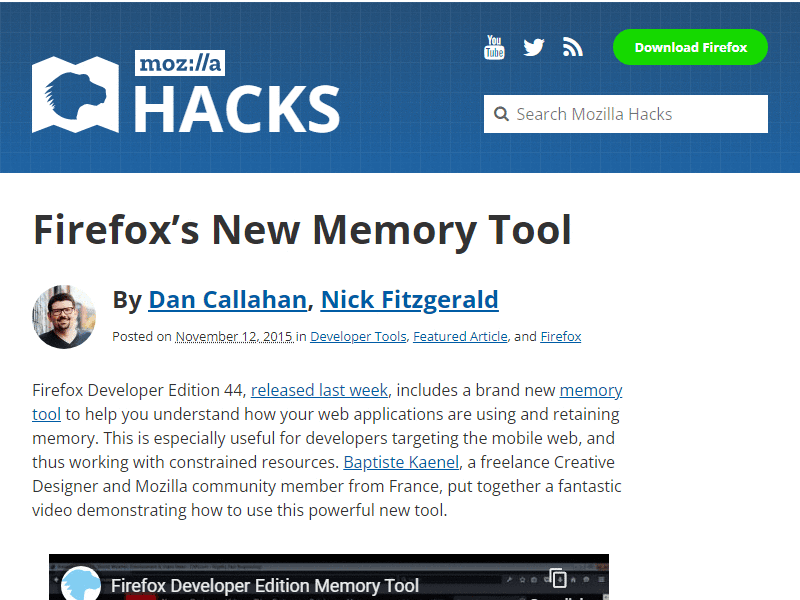 You
Tube
Download Firefox
moz://a
HACKS
Search Mozilla Hacks
Firefox’s New Memory Tool
By Dan Callahan, Nick Fitzgerald
Posted on November 12, 2015 in Developer Tools, Featured Article, and Firefox
Firefox Developer Edition 44, released last week, includes a brand new memory
tool to help you understand how your web applications are using and retaining
memory. This is especially useful for developers targeting the mobile web, and
thus working with constrained resources. Baptiste Kaenel, a freelance Creative
Designer and Mozilla community member from France, put together a fantastic
video demonstrating how to use this powerful new tool.
Firefox Developer Edition Memory Tool